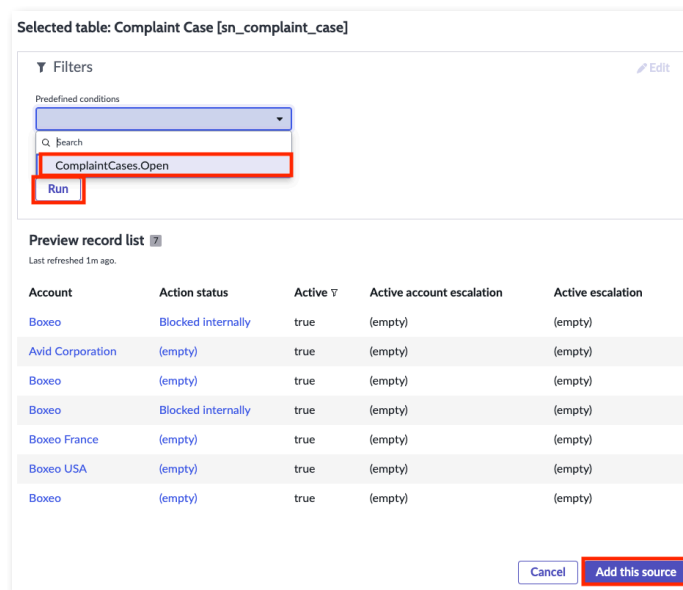 Selected table: Complaint Case [sn_complaint_case]
Filters
Edit
Predefined conditions
Search
ComplaintCases.Open
Run
Preview record list 7
Last refreshed 1m ago.
Account Action status Active Active account escalation Active escalation
Boxeo Blocked internally true (empty) (empty)
Avid Corporation (empty) true (empty) (empty)
Boxeo (empty) true (empty) (empty)
Boxeo Blocked internally true (empty) (empty)
Boxeo France (empty) true (empty) (empty)
Boxeo USA (empty) true (empty) (empty)
Boxeo (empty) true (empty) (empty)
Cancel Add this source